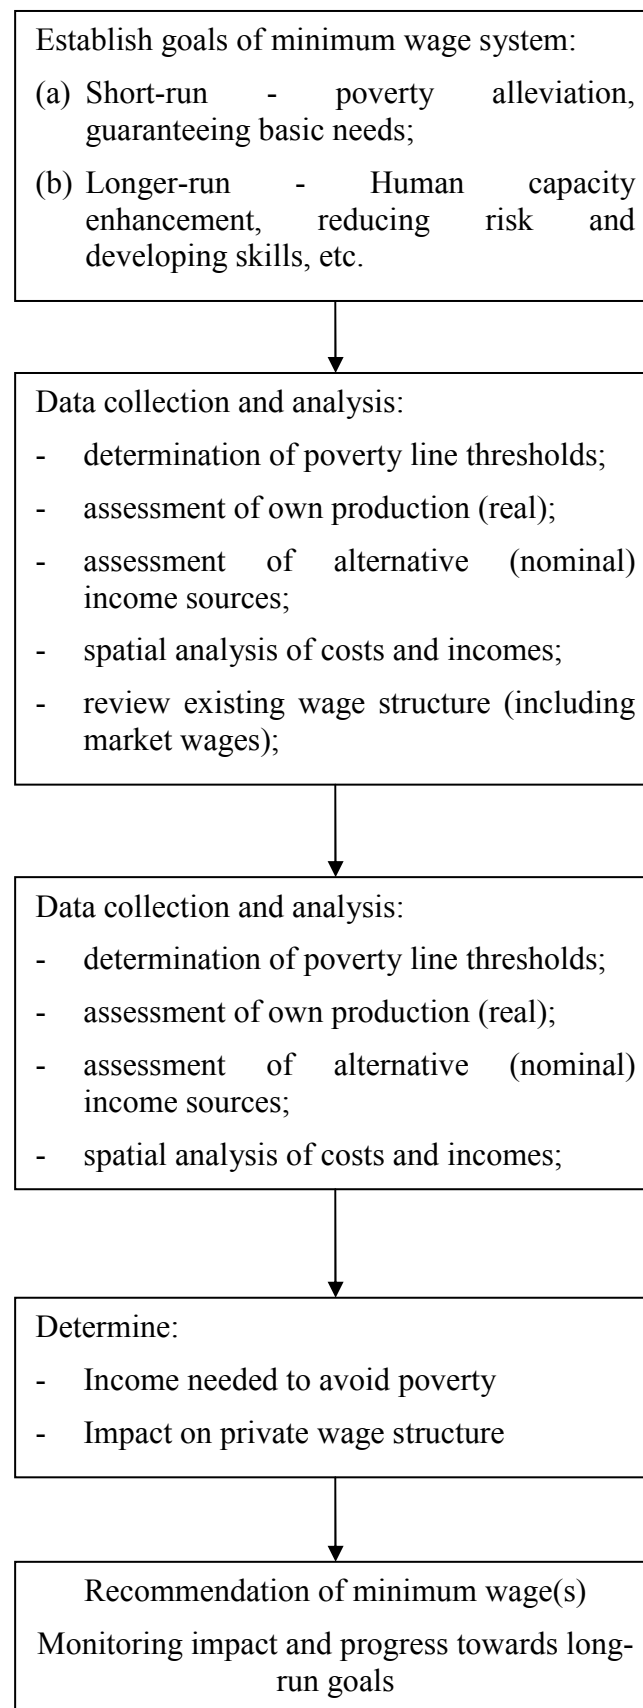 Establish goals of minimum wage system:
(a) Short-run - poverty alleviation,
guaranteeing basic needs;
(b) Longer-run - Human capacity
enhancement, reducing risk and
developing skills, etc.
Data collection and analysis:
- determination of poverty line thresholds;
- assessment of own production (real);
- assessment of alternative (nominal)
income sources;
- spatial analysis of costs and incomes;
- review existing wage structure (including
market wages);
Data collection and analysis:
- determination of poverty line thresholds;
- assessment of own production (real);
- assessment of alternative (nominal)
income sources;
- spatial analysis of costs and incomes;
Determine:
- Income needed to avoid poverty
- Impact on private wage structure
Recommendation of minimum wage(s)
Monitoring impact and progress towards long-
run goals